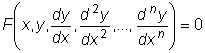 F(x, y, dy/dx, d²y/dx², ..., dⁿy/dxⁿ) = 0